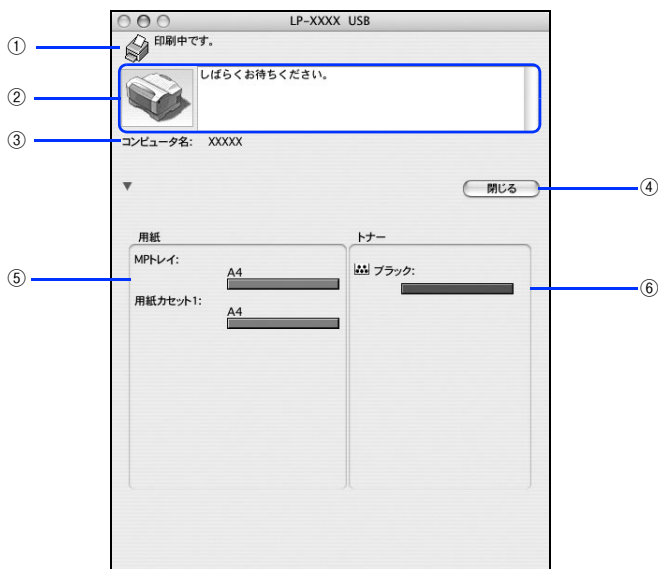 LP-XXXX USB
① 印刷中です。
② しばらくお待ちください。
③ コンピュータ名: XXXXX
④ 閉じる
用紙
トナー
⑤ MPトレイ:
A4
用紙カセット1:
A4
ブラック:
⑥